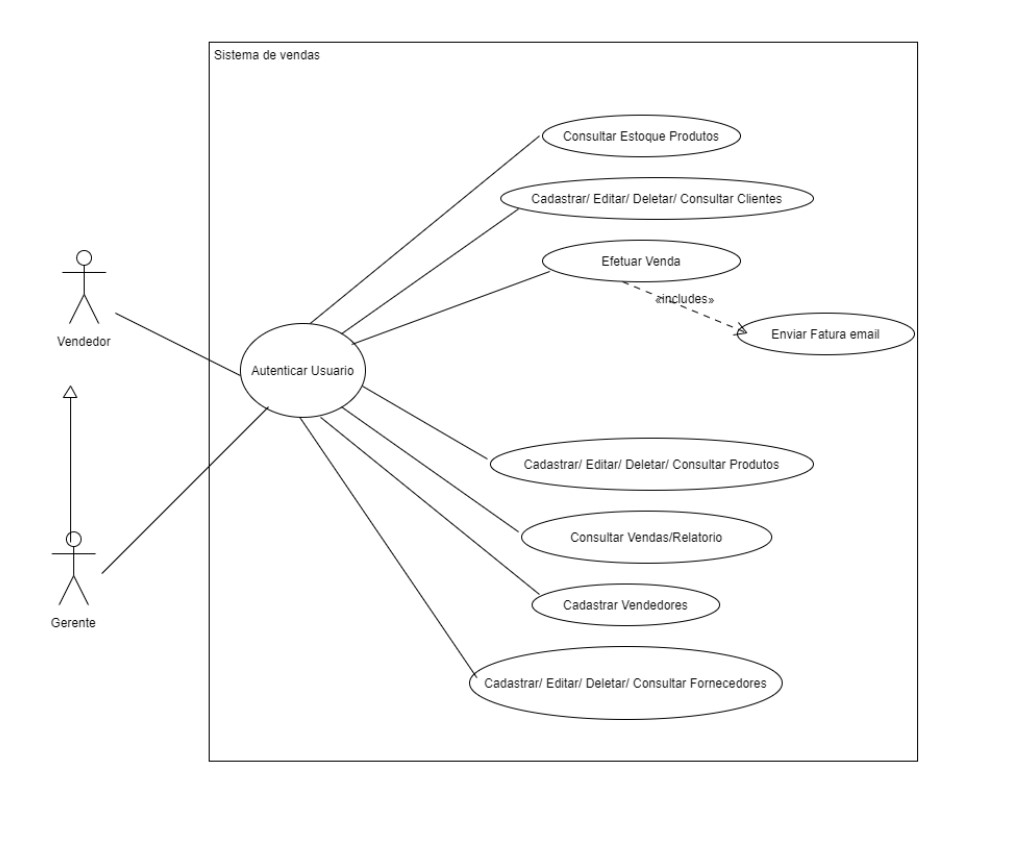 Sistema de vendas
Consultar Estoque Produtos
Cadastrar/ Editar/ Deletar/ Consultar Clientes
Efetuar Venda
«includes»
Enviar Fatura email
Vendedor
Autenticar Usuario
Cadastrar/ Editar/ Deletar/ Consultar Produtos
Consultar Vendas/Relatorio
Cadastrar Vendedores
Gerente
Cadastrar/ Editar/ Deletar/ Consultar Fornecedores